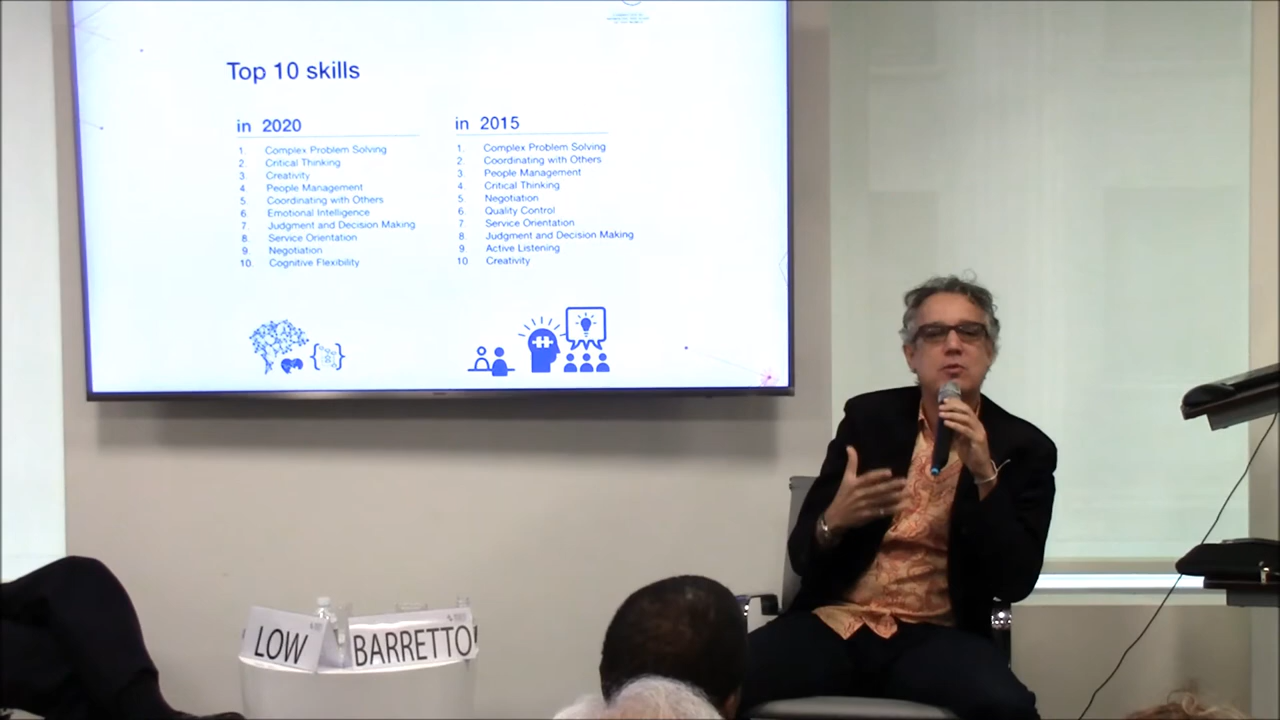 Top 10 skills
in 2020
1. Complex Problem Solving
2. Critical Thinking
3. Creativity
4. People Management
5. Coordinating with Others
6. Emotional Intelligence
7. Judgment and Decision Making
8. Service Orientation
9. Negotiation
10. Cognitive Flexibility
in 2015
1. Complex Problem Solving
2. Coordinating with Others
3. People Management
4. Critical Thinking
5. Negotiation
6. Quality Control
7. Service Orientation
8. Judgment and Decision Making
9. Active Listening
10 Creativity
LOW
BARRETTO